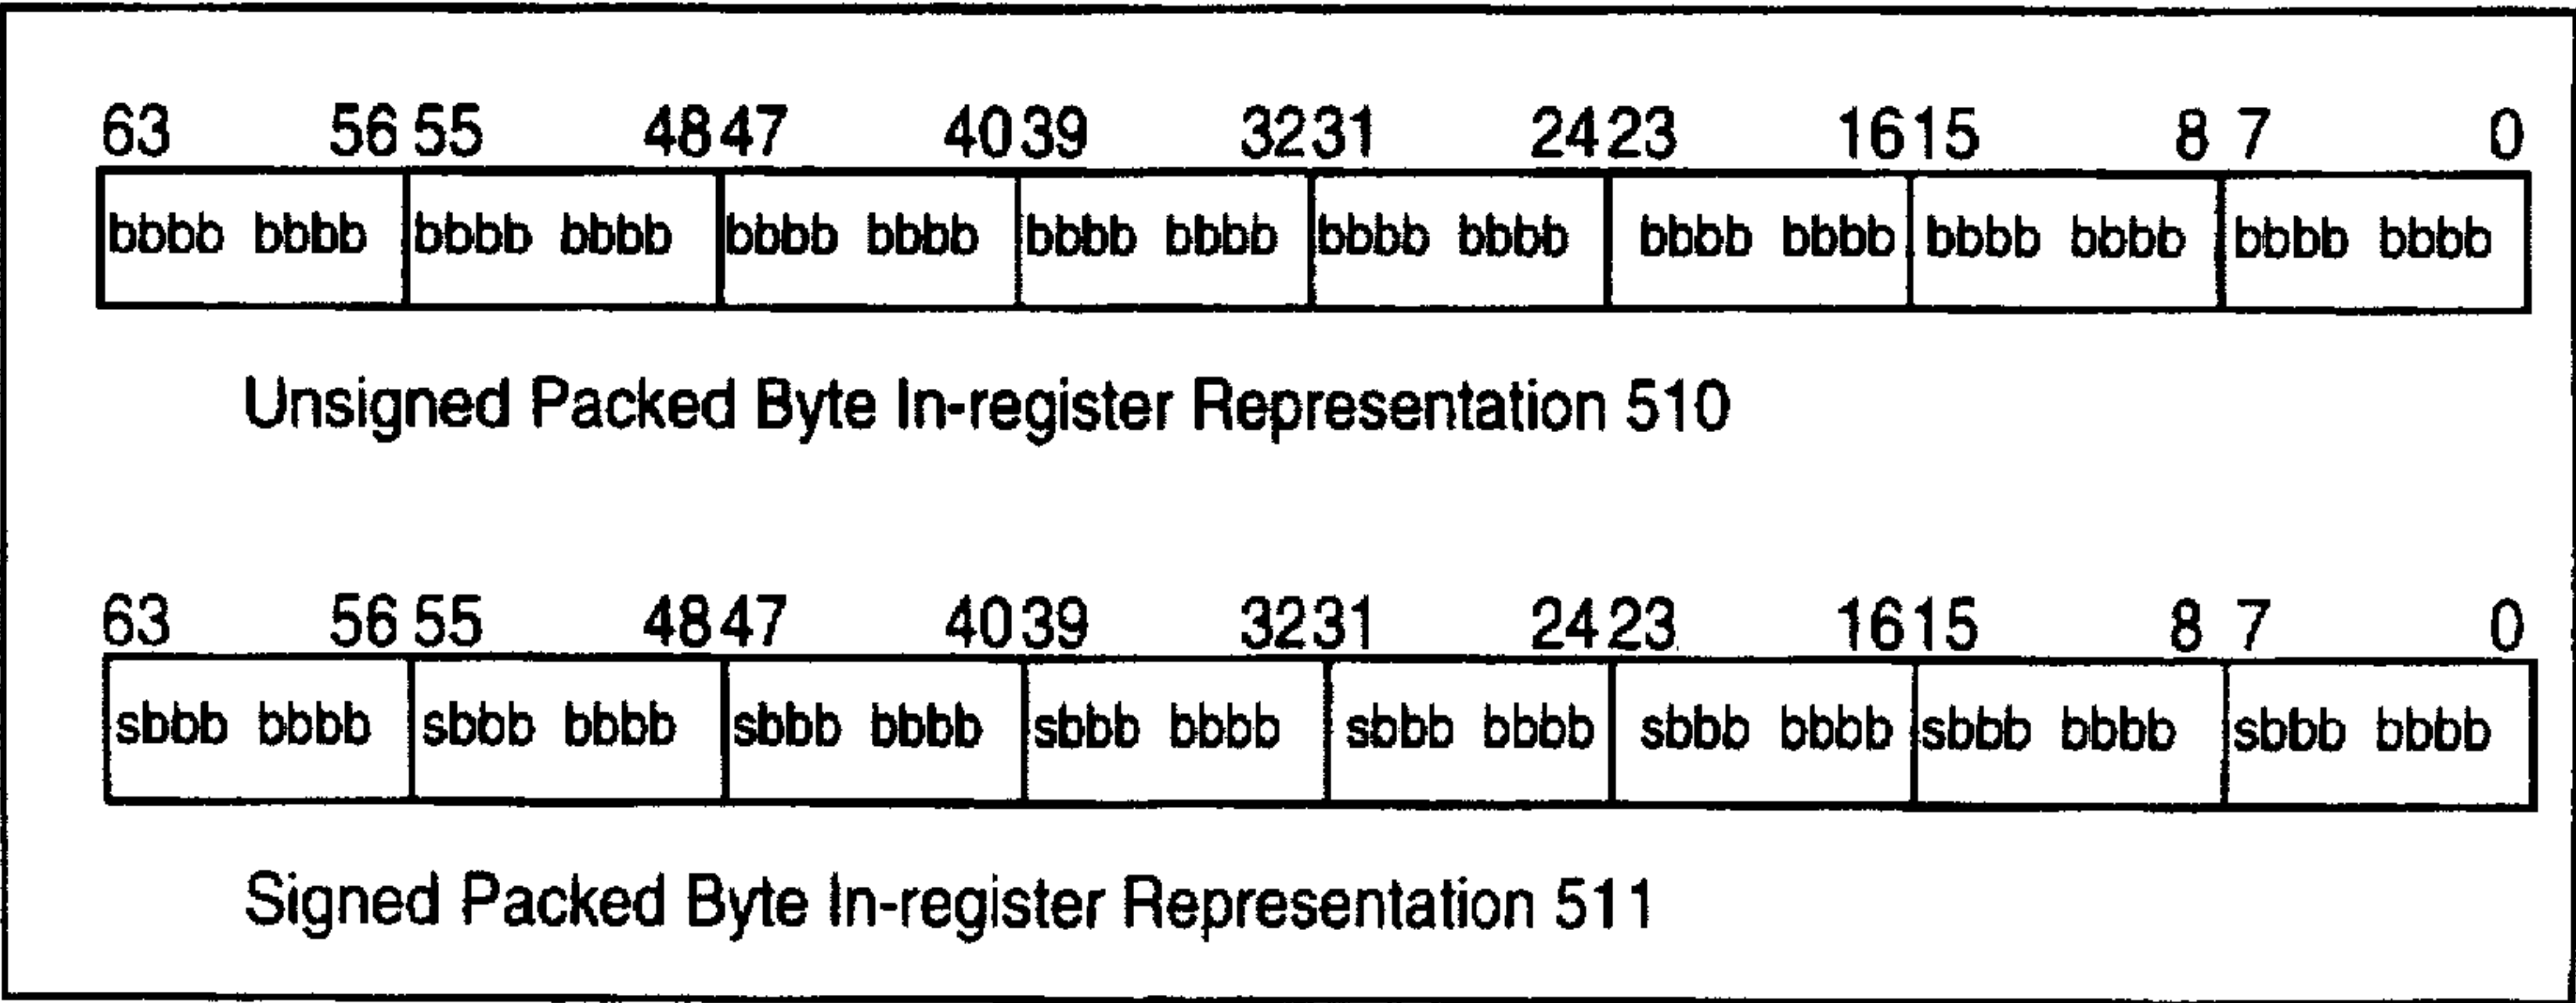 63 56 55 48 47 40 39 32 31 24 23 16 15 8 7 0
bbbb bbbb bbbb bbbb bbbb bbbb bbbb bbbb bbbb bbbb bbbb bbbb bbbb bbbb bbbb bbbb
Unsigned Packed Byte In-register Representation 510
63 56 55 48 47 40 39 32 31 24 23 16 15 8 7 0
sbbb bbbb sbbb bbbb sbbb bbbb sbbb bbbb sbbb bbbb sbbb bbbb sbbb bbbb sbbb bbbb
Signed Packed Byte In-register Representation 511